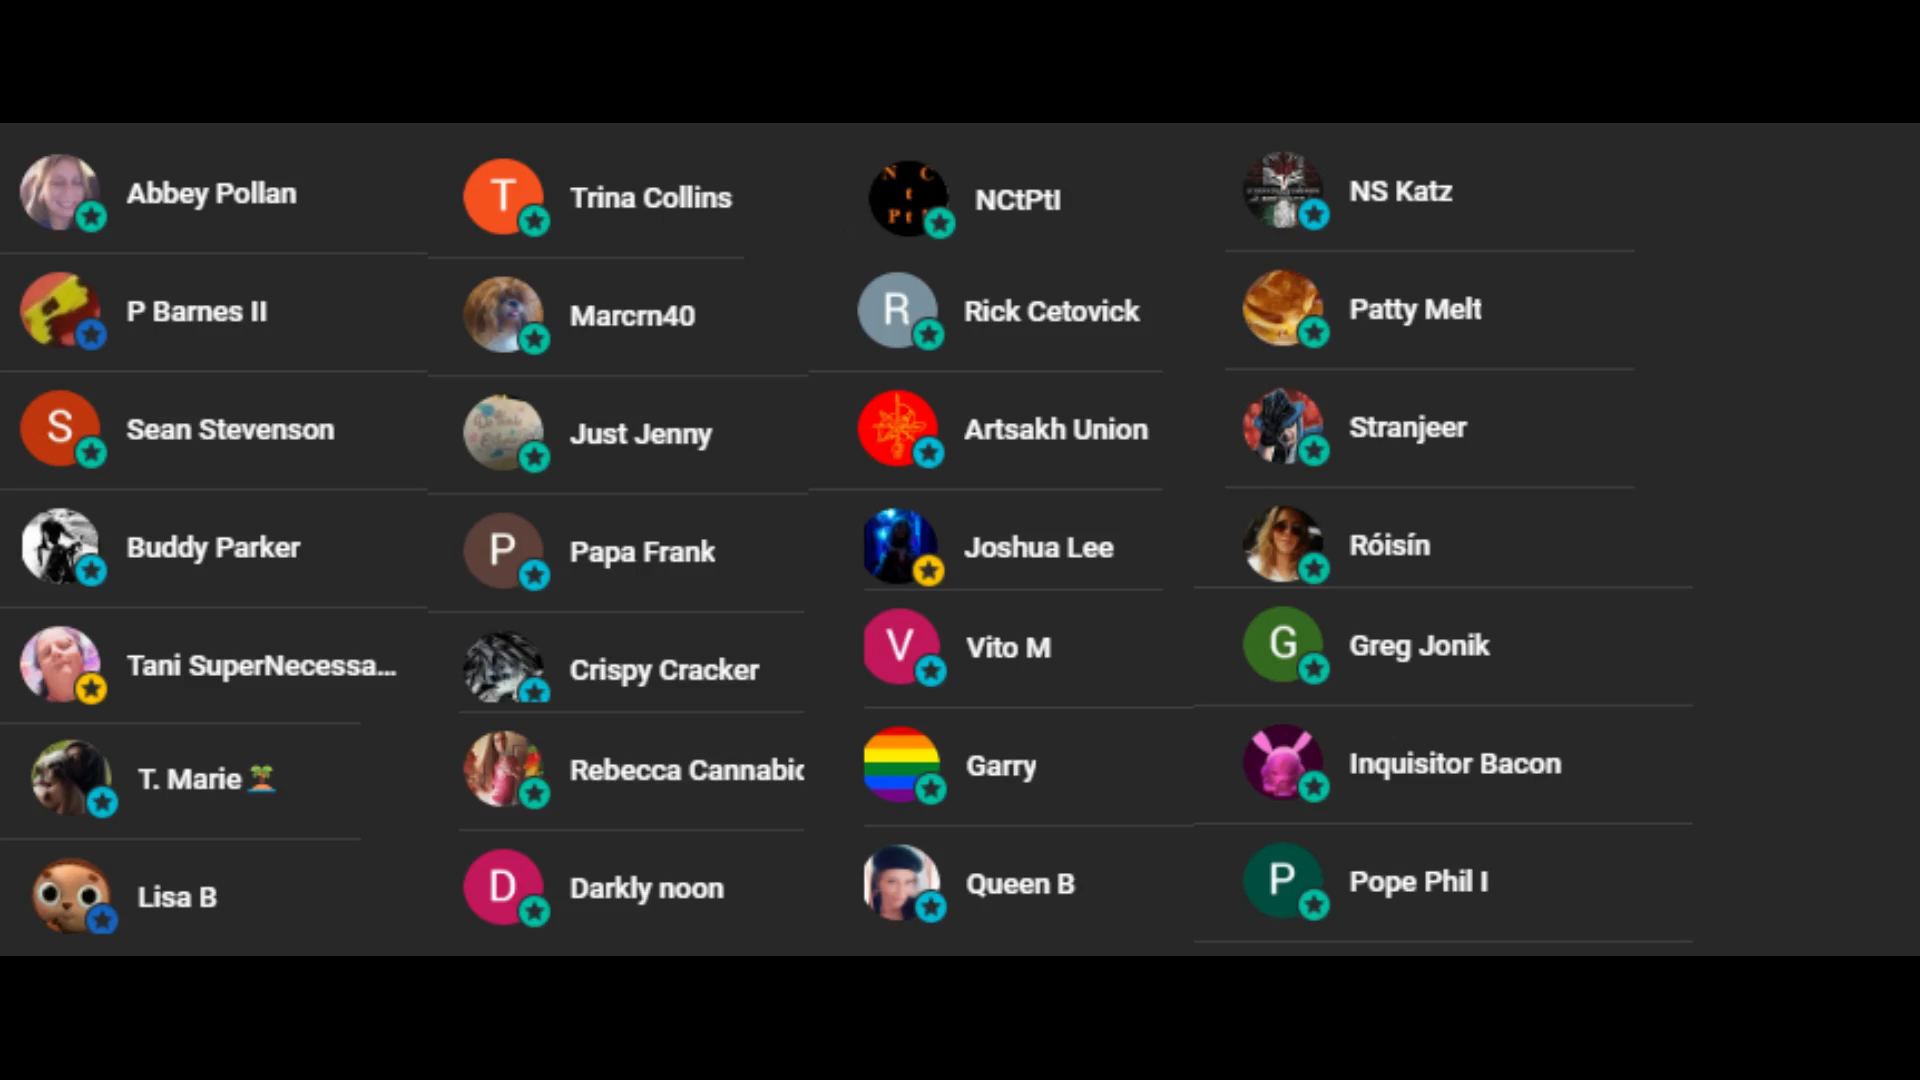 Abbey Pollan
P Barnes II
S
Sean Stevenson
Buddy Parker
Tani SuperNecessa...
T. Marie🏝️
Lisa B
T
Trina Collins
Marcrn40
Just Jenny
P
Papa Frank
Crispy Cracker
Rebecca Cannabic
D
Darkly noon
N C
t
Pt
NCtPtI
R
Rick Cetovick
Artsakh Union
Joshua Lee
V
Vito M
Garry
Queen B
NS Katz
Patty Melt
Stranjeer
Róisín
G
Greg Jonik
Inquisitor Bacon
P
Pope Phil I